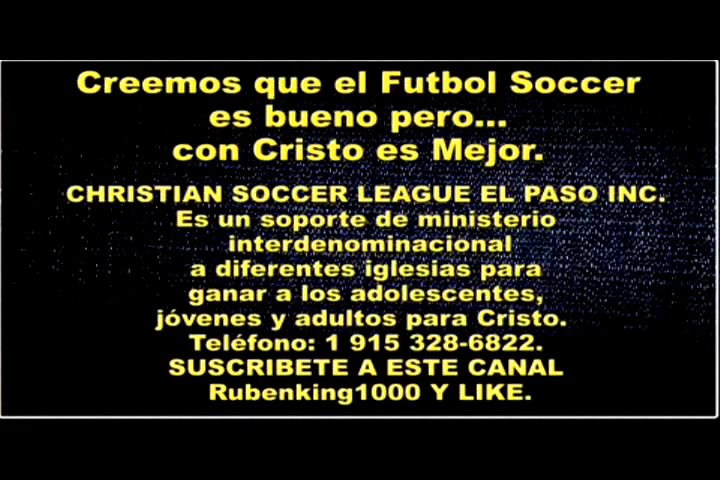 Creemos que el Futbol Soccer
es bueno pero...
con Cristo es Mejor.
CHRISTIAN SOCCER LEAGUE EL PASO INC.
Es un soporte de ministerio
interdenominacional
a diferentes iglesias para
ganar a los adolescentes,
jóvenes y adultos para Cristo.
Teléfono: 1 915 328-6822.
SUSCRIBETE A ESTE CANAL
Rubenking1000 Y LIKE.